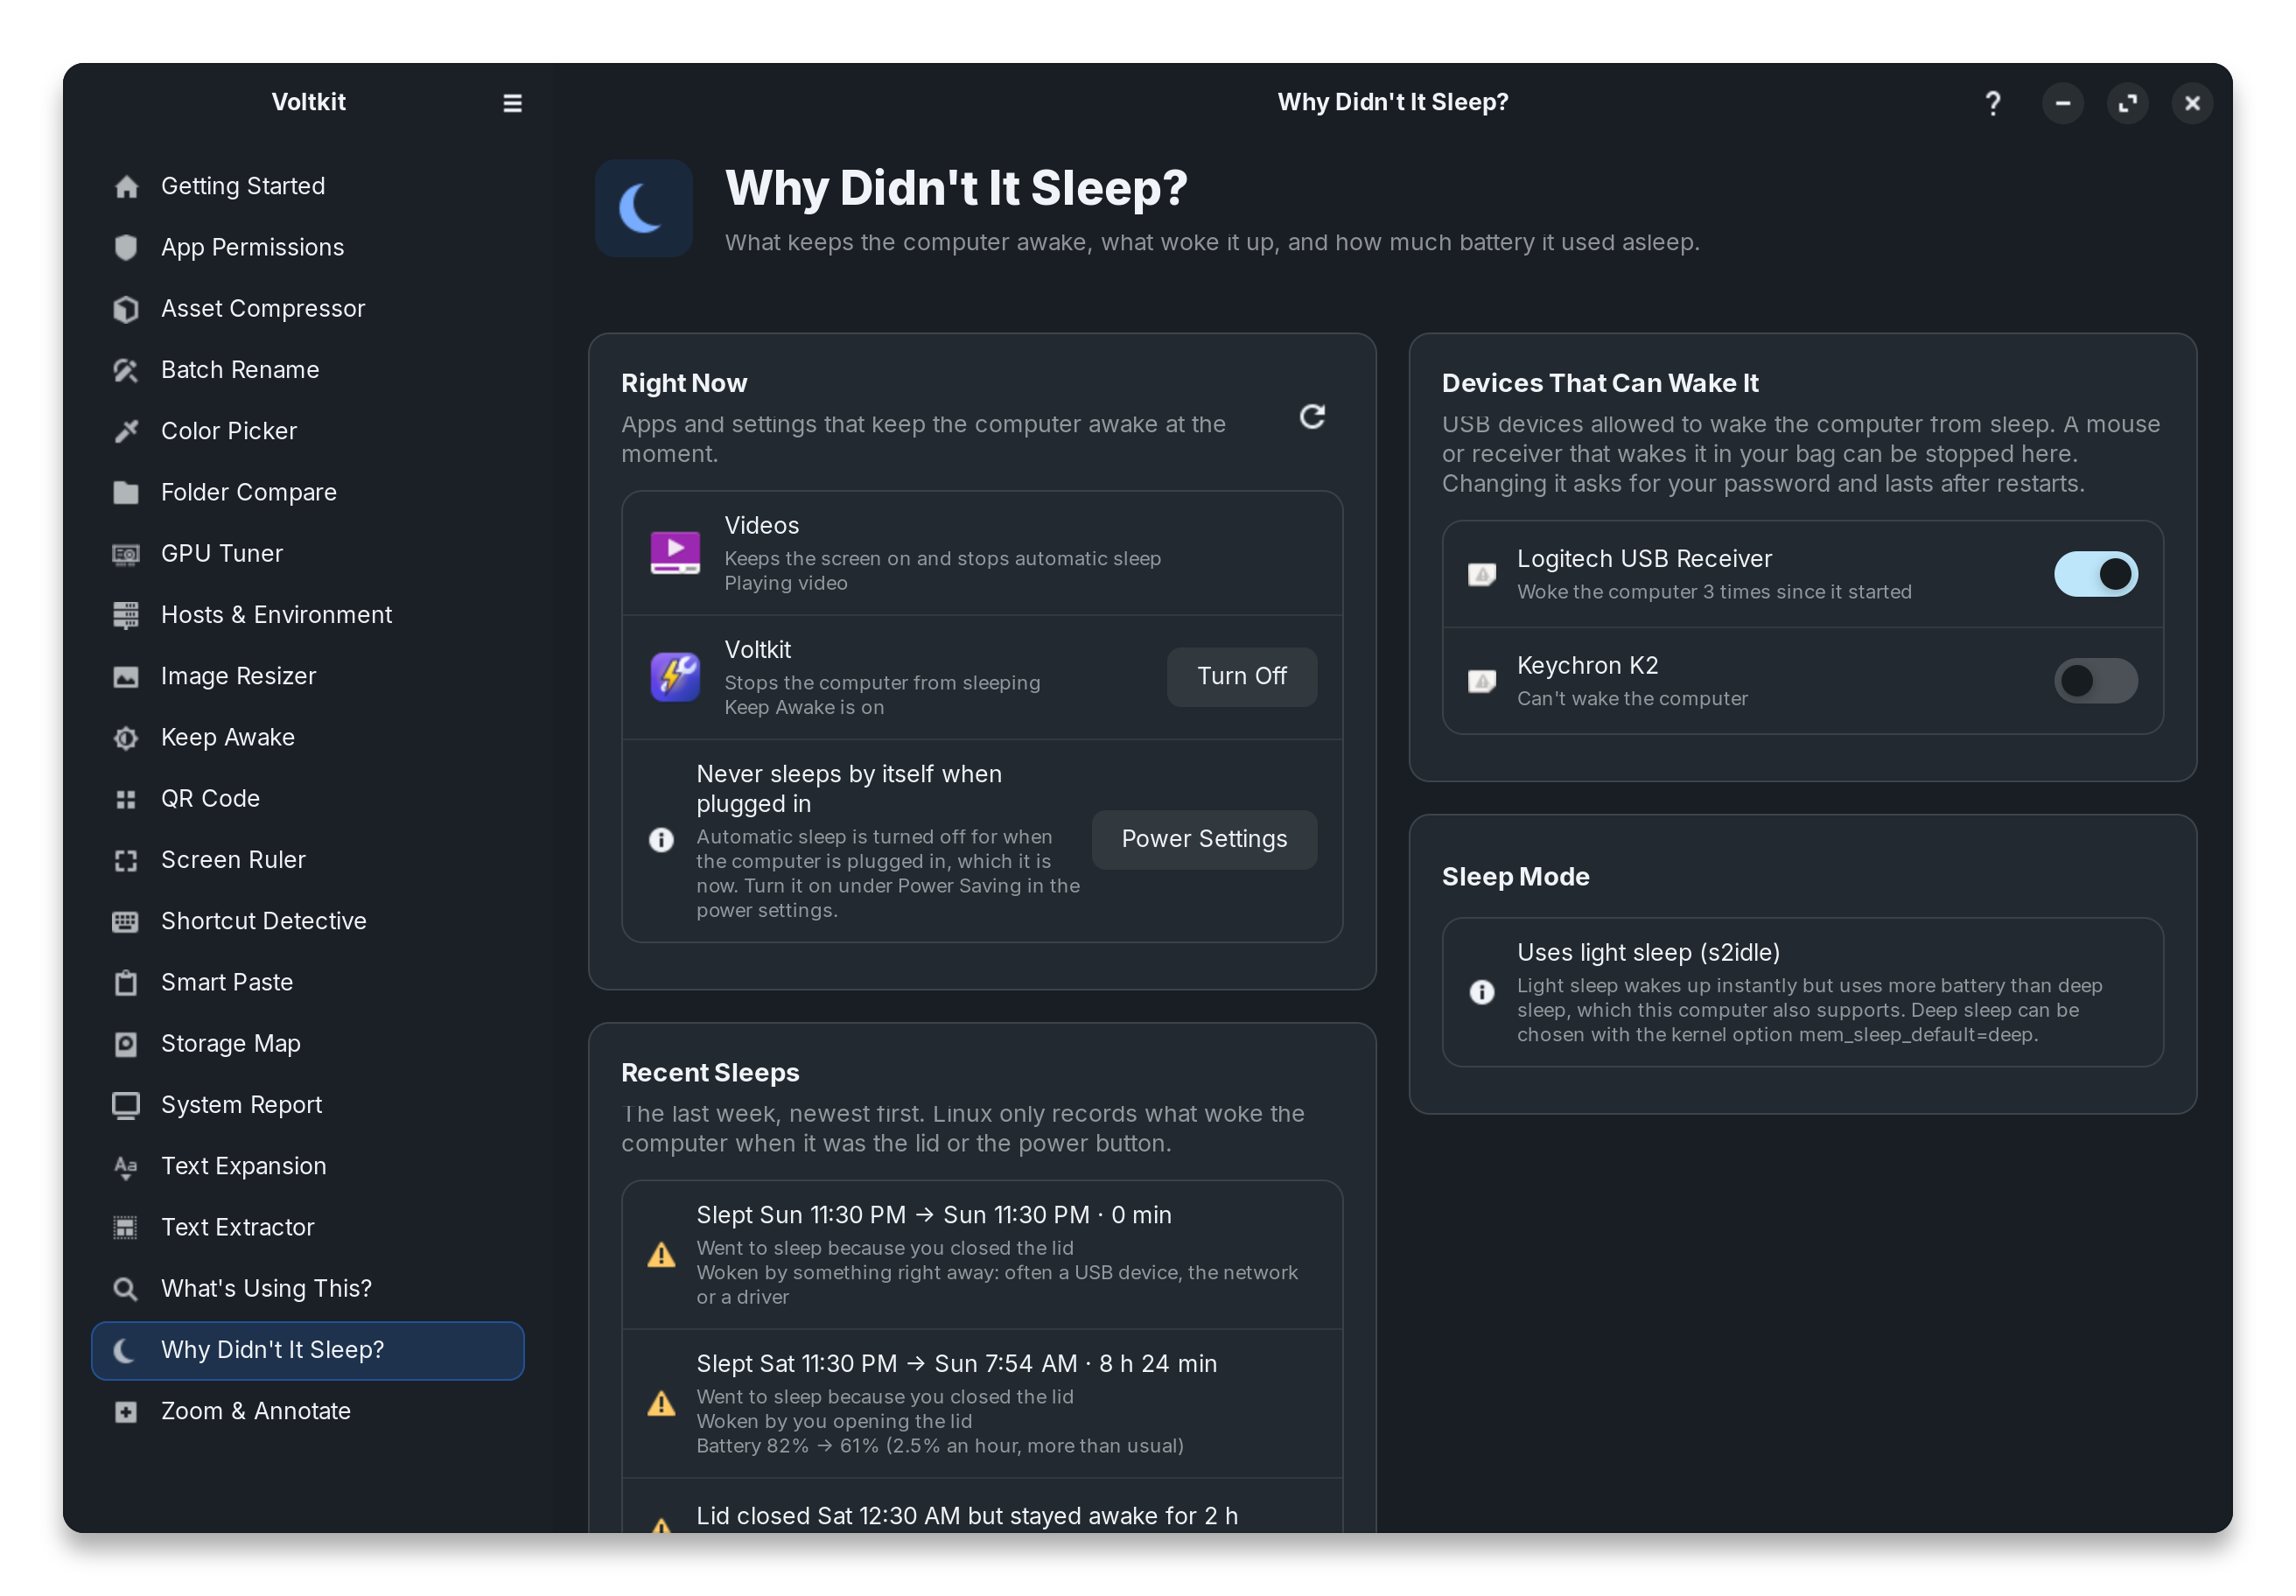 Voltkit
Why Didn't It Sleep?
?
Getting Started
App Permissions
Asset Compressor
Batch Rename
Color Picker
Folder Compare
GPU Tuner
Hosts & Environment
Image Resizer
Keep Awake
QR Code
Screen Ruler
Shortcut Detective
Smart Paste
Storage Map
System Report
Text Expansion
Text Extractor
What's Using This?
Why Didn't It Sleep?
Zoom & Annotate
Why Didn't It Sleep?
What keeps the computer awake, what woke it up, and how much battery it used asleep.
Right Now
Apps and settings that keep the computer awake at the
moment.
Videos
Keeps the screen on and stops automatic sleep
Playing video
Voltkit
Stops the computer from sleeping
Keep Awake is on
Turn Off
Never sleeps by itself when
plugged in
Automatic sleep is turned off for when
the computer is plugged in, which it is
now. Turn it on under Power Saving in the
power settings.
Power Settings
Recent Sleeps
The last week, newest first. Linux only records what woke the
computer when it was the lid or the power button.
Slept Sun 11:30 PM → Sun 11:30 PM · 0 min
Went to sleep because you closed the lid
Woken by something right away: often a USB device, the network
or a driver
Slept Sat 11:30 PM → Sun 7:54 AM · 8 h 24 min
Went to sleep because you closed the lid
Woken by you opening the lid
Battery 82% → 61% (2.5% an hour, more than usual)
Lid closed Sat 12:30 AM but stayed awake for 2 h
Devices That Can Wake It
USB devices allowed to wake the computer from sleep. A mouse
or receiver that wakes it in your bag can be stopped here.
Changing it asks for your password and lasts after restarts.
Logitech USB Receiver
Woke the computer 3 times since it started
Keychron K2
Can't wake the computer
Sleep Mode
Uses light sleep (s2idle)
Light sleep wakes up instantly but uses more battery than deep
sleep, which this computer also supports. Deep sleep can be
chosen with the kernel option mem_sleep_default=deep.